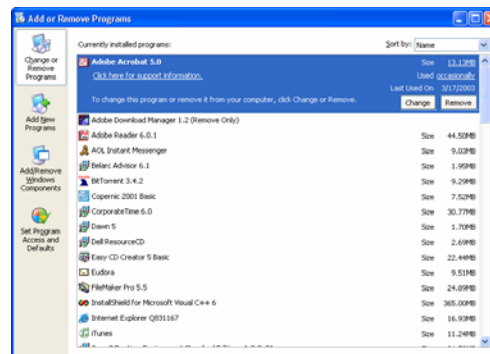 Add or Remove Programs
Change or
Remove
Programs
Add New
Programs
Add/Remove
Windows
Components
Set Program
Access and
Defaults
Currently installed programs:
Sort by: Name
Adobe Acrobat 5.0 Size 13.13MB
Click here for support information. Used occasionally
Last Used On 3/17/2003
To change this program or remove it from your computer, click Change or Remove. Change Remove
Adobe Download Manager 1.2 (Remove Only)
Adobe Reader 6.0.1 Size 44.50MB
AOL Instant Messenger Size 9.03MB
Belarc Advisor 6.1 Size 1.95MB
BitTorrent 3.4.2 Size 9.29MB
Copernic 2001 Basic Size 7.52MB
CorporateTime 6.0 Size 30.77MB
Dawn 5 Size 1.70MB
Dell ResourceCD Size 2.69MB
Easy CD Creator 5 Basic Size 22.44MB
Eudora Size 9.51MB
FileMaker Pro 5.5 Size 24.89MB
InstallShield for Microsoft Visual C++ 6 Size 365.00MB
Internet Explorer Q831167 Size 16.93MB
iTunes Size 11.24MB